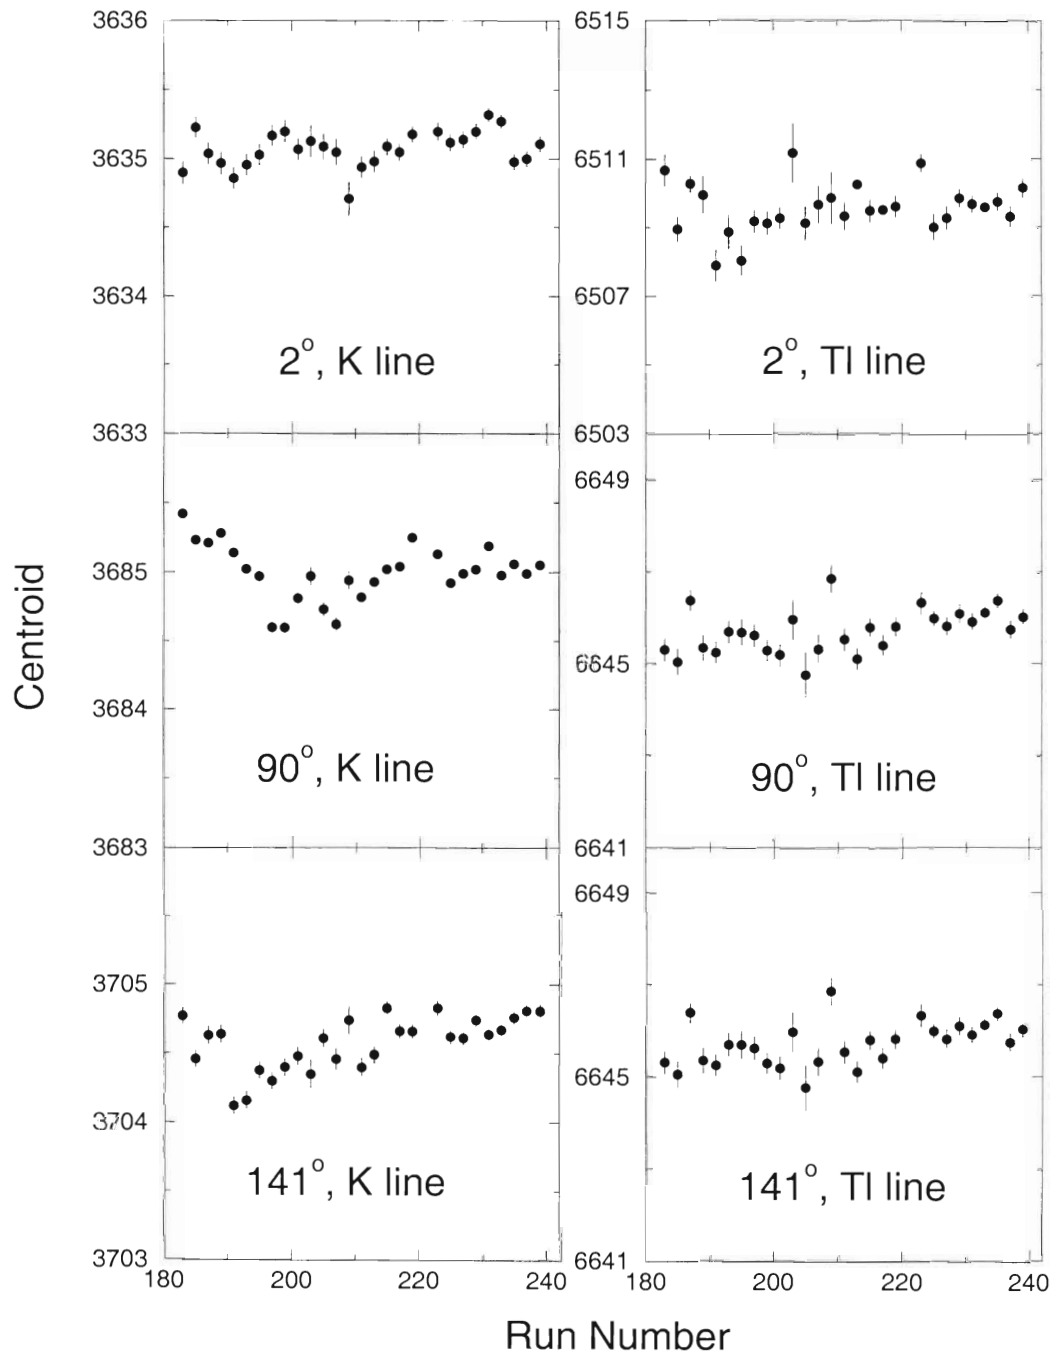 Centroid
3636
3635
3634
3633
2°, K line
6515
6511
6507
6503
2°, Tl line
3685
3684
3683
90°, K line
6649
6645
6641
90°, Tl line
3705
3704
3703
141°, K line
6649
6645
6641
141°, Tl line
180 200 220 240
180 200 220 240
Run Number